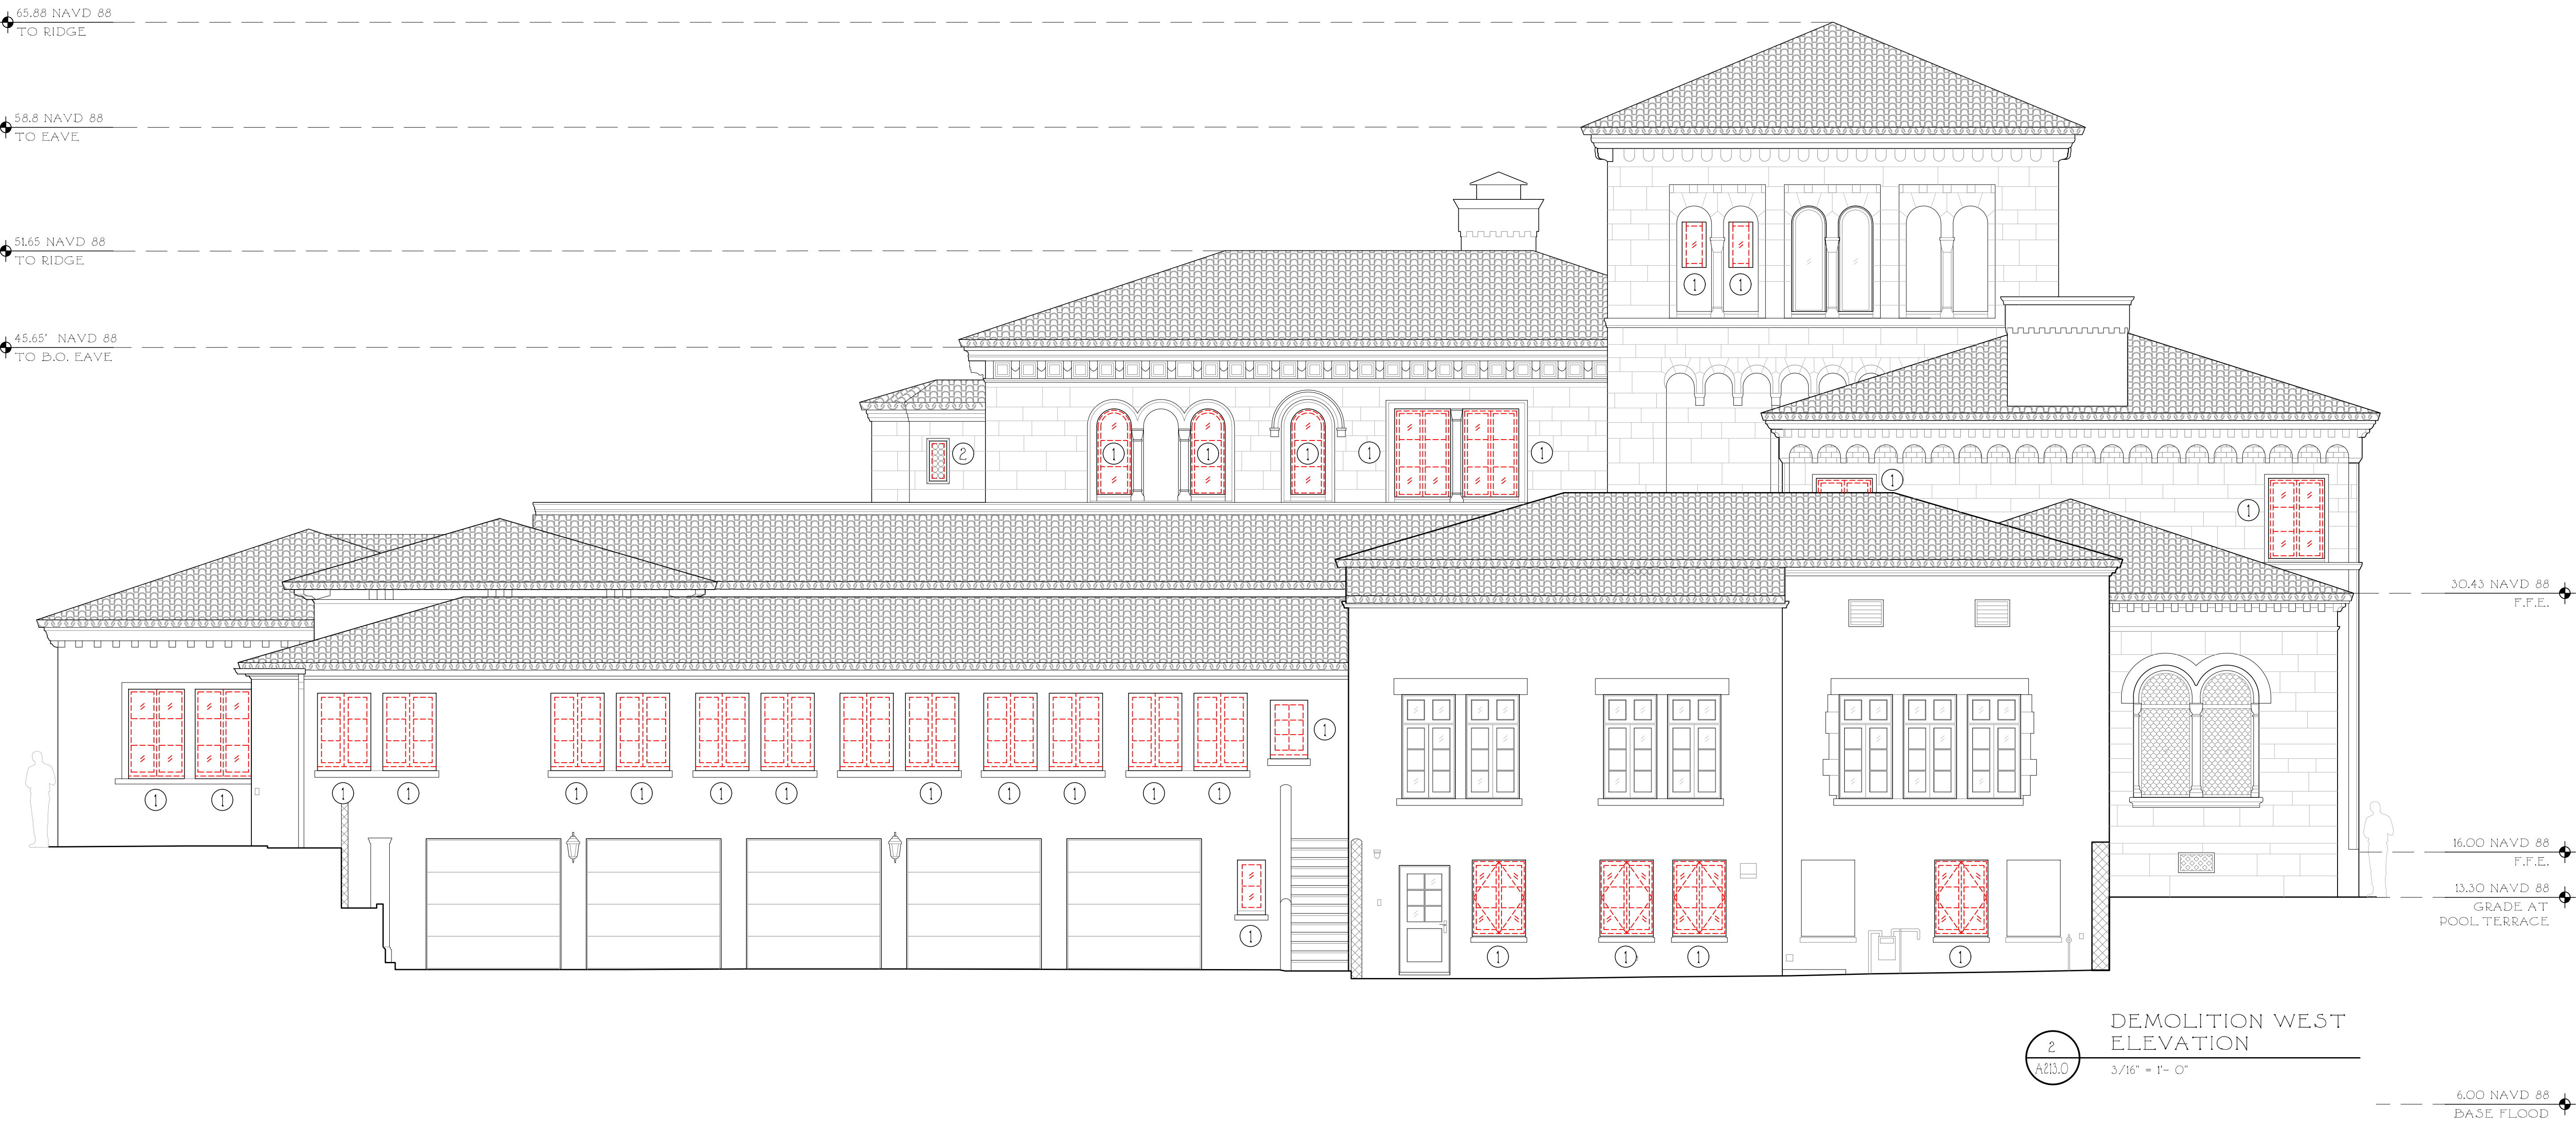 65.88 NAVD 88
TO RIDGE
58.8 NAVD 88
TO EAVE
51.65 NAVD 88
TO RIDGE
1 1
45.65' NAVD 88
TO B.O. EAVE
2 1 1 1 1 1 1
1
30.43 NAVD 88
F.F.E.
1
1 1 1 1 1 1 1 1 1 1 1 1 1
16.00 NAVD 88
F.F.E.
13.30 NAVD 88
GRADE AT
POOL TERRACE
1
1 1 1 1
2
A213.0
DEMOLITION WEST
ELEVATION
3/16" = 1'- 0"
6.00 NAVD 88
BASE FLOOD